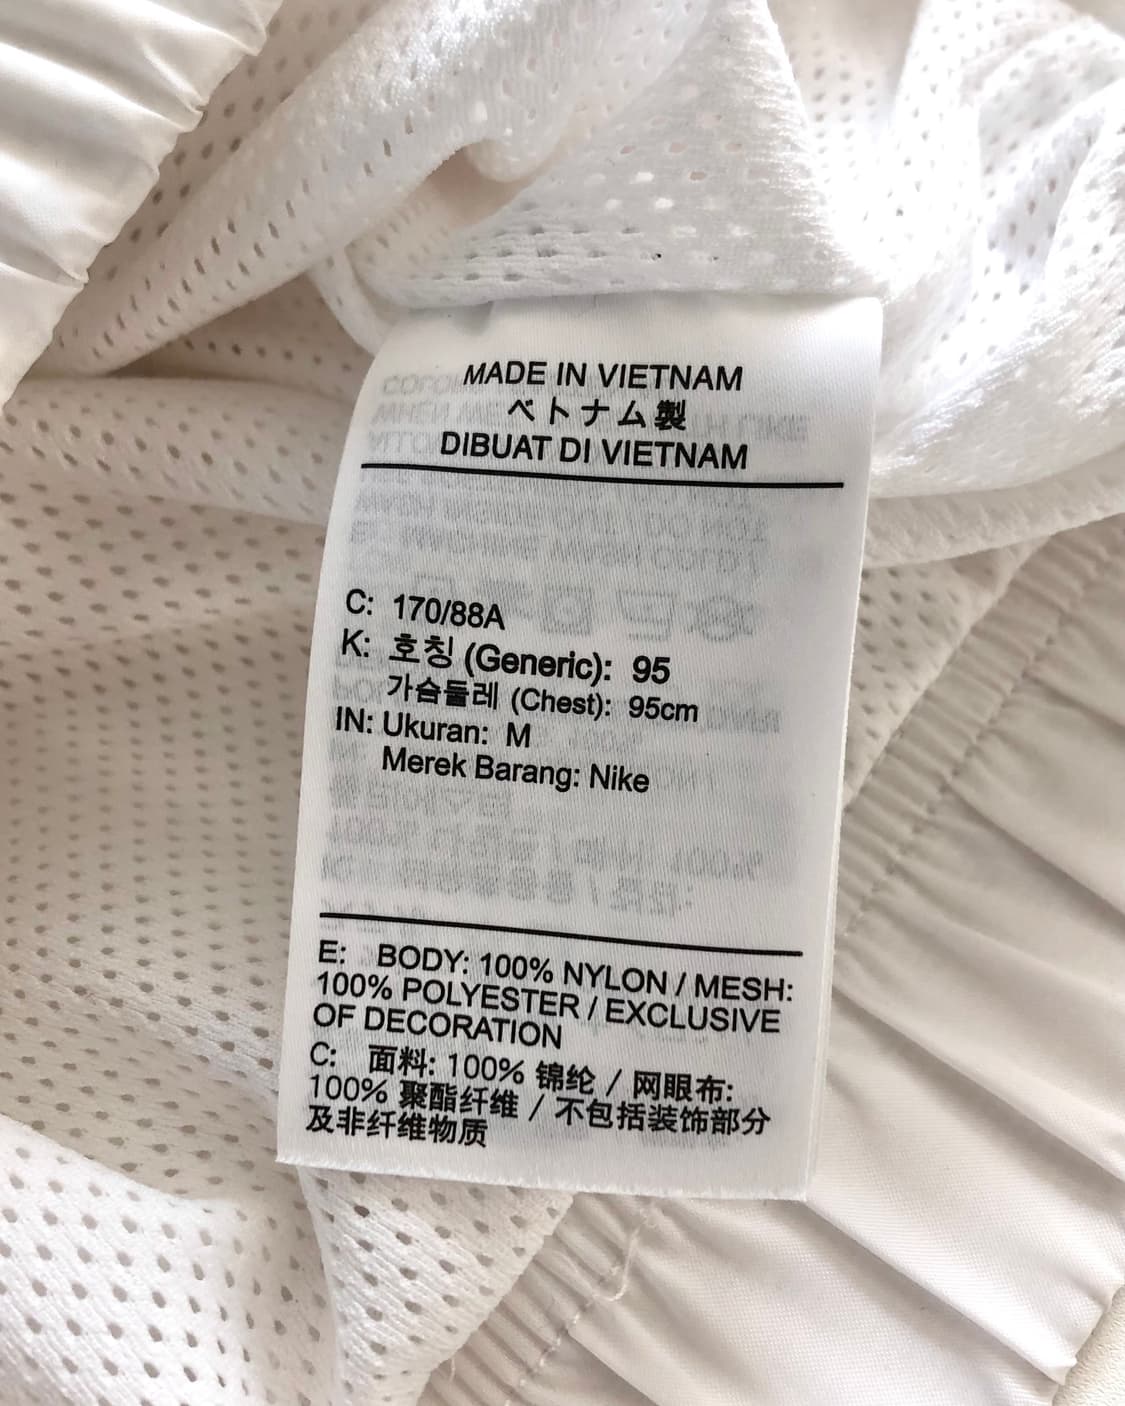 MADE IN VIETNAM
ベトナム製
DIBUAT DI VIETNAM
C: 170/88A
K: 호칭 (Generic): 95
가슴둘레 (Chest): 95cm
IN: Ukuran: M
Merek Barang: Nike
E: BODY: 100% NYLON / MESH:
100% POLYESTER / EXCLUSIVE
OF DECORATION
C: 面料: 100% 锦纶 / 网眼布:
100% 聚酯纤维 / 不包括装饰部分
及非纤维物质